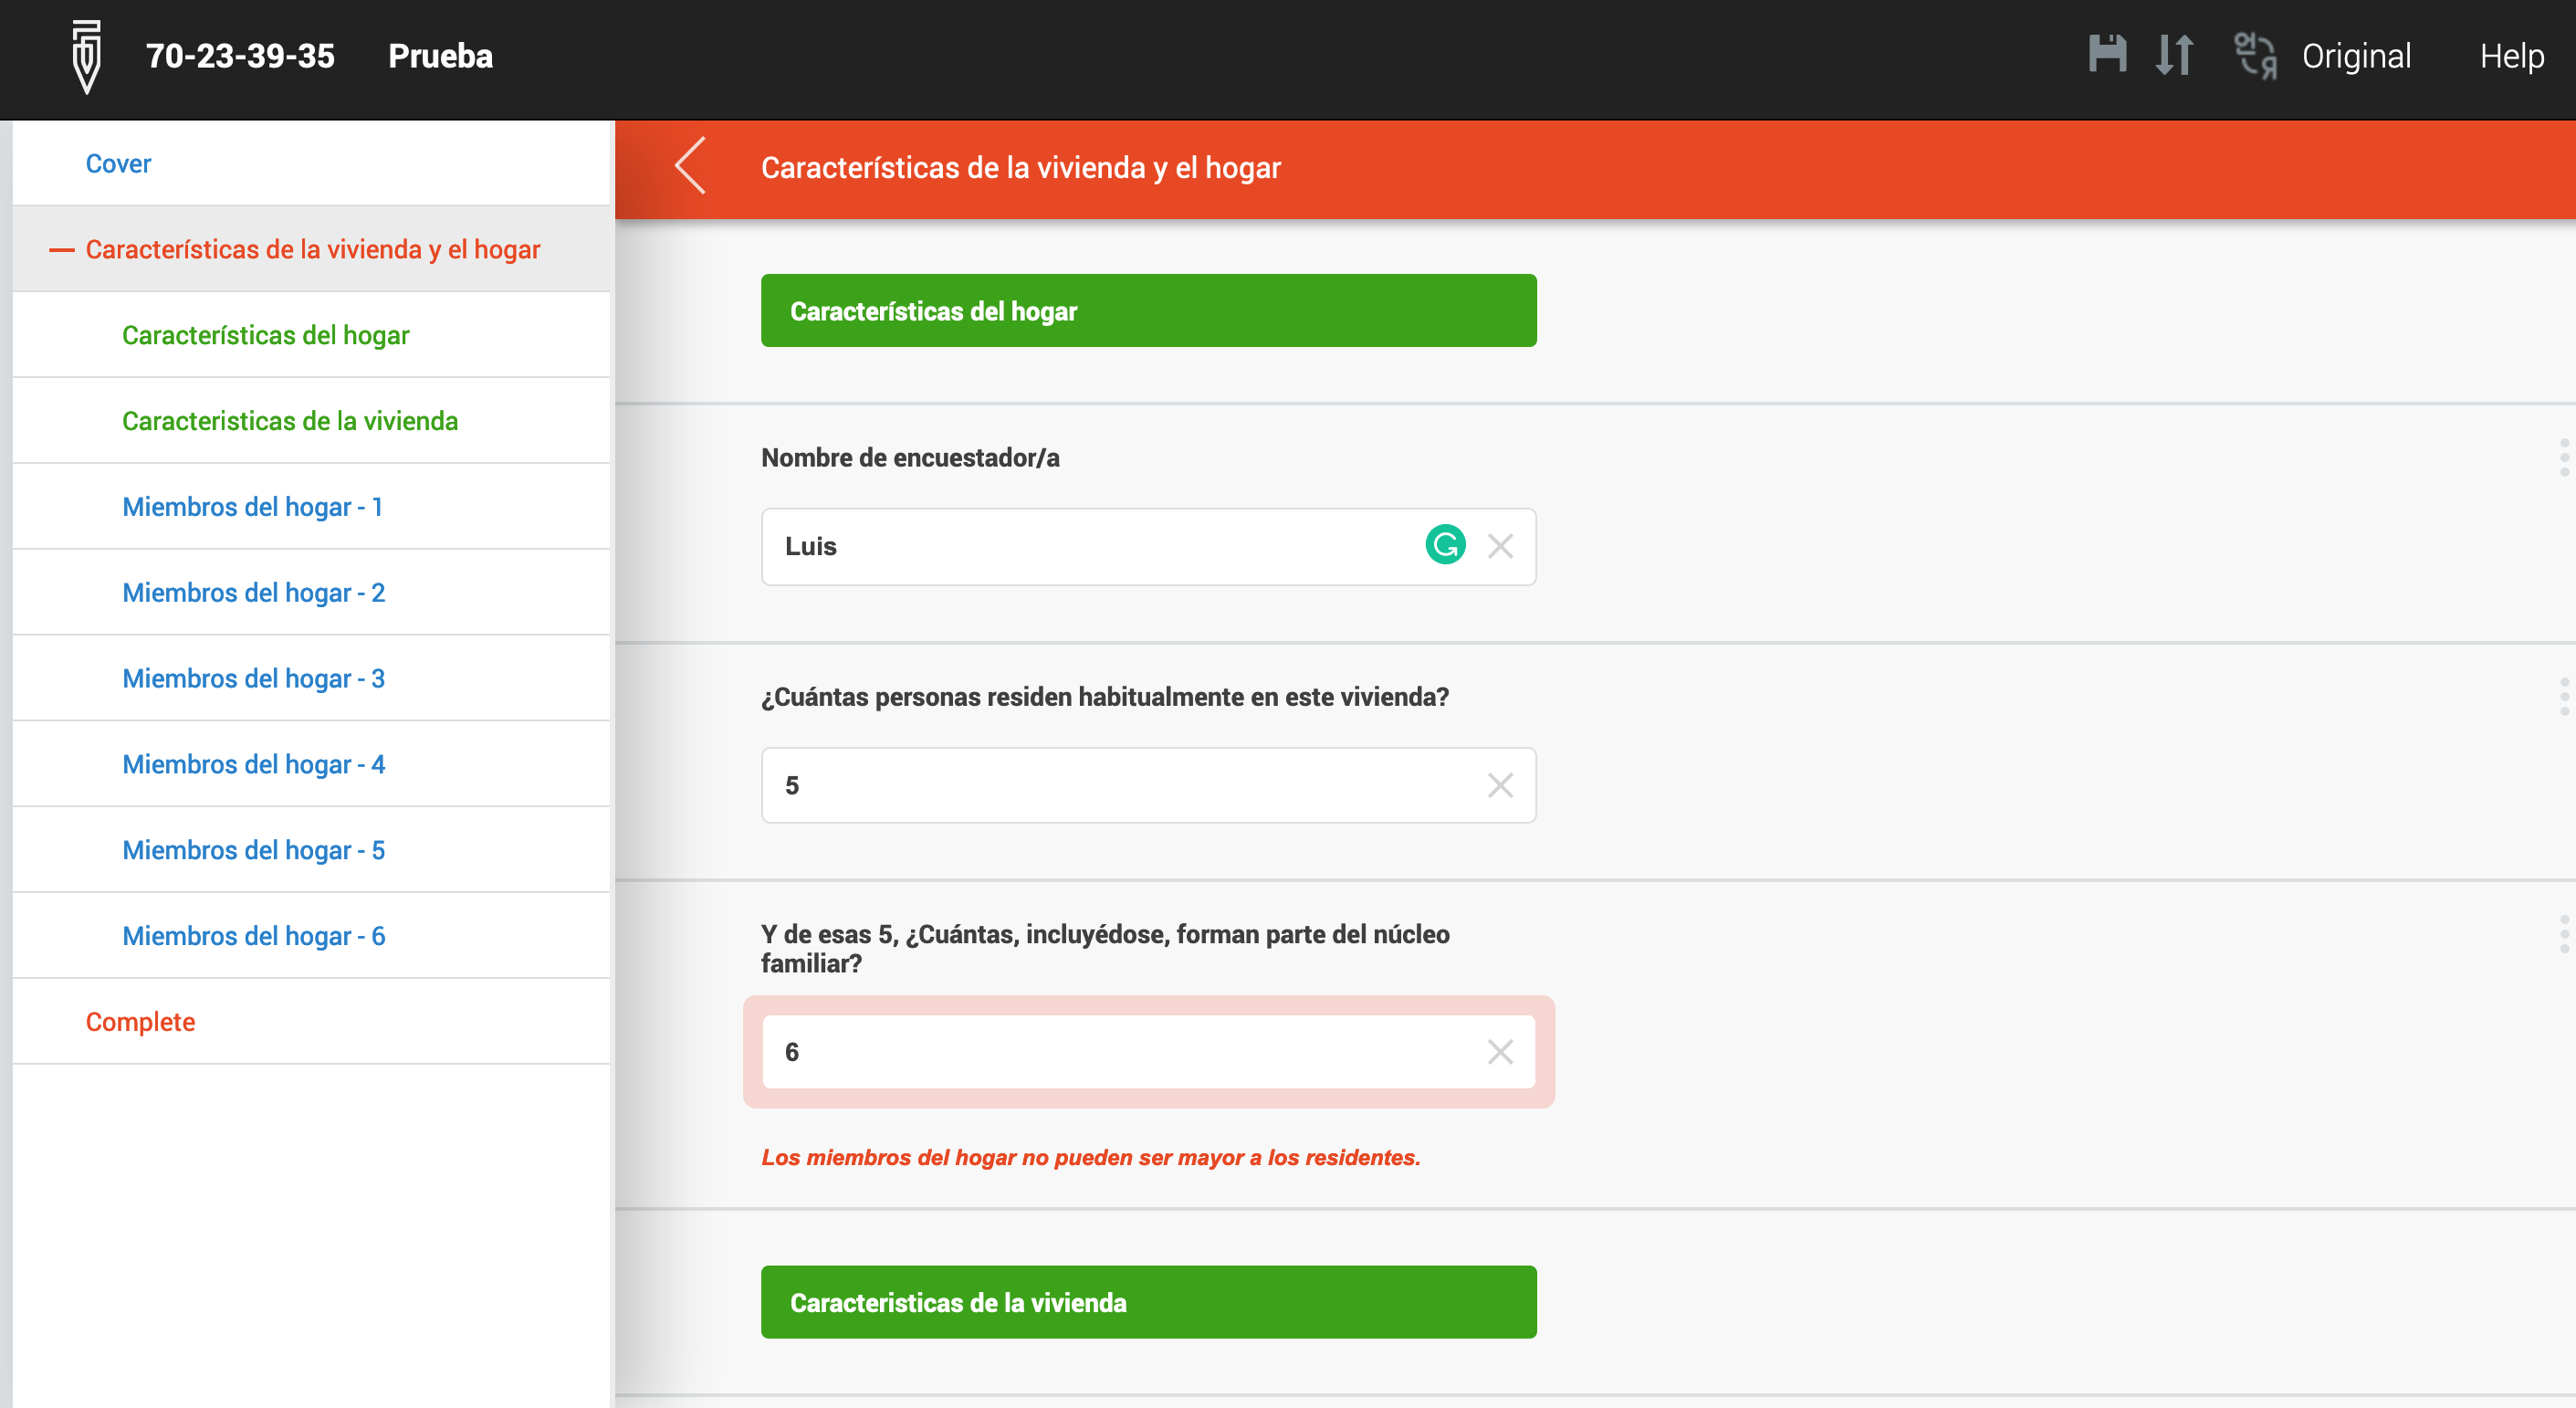 70-23-39-35 Prueba Original Help
Cover
Características de la vivienda y el hogar
Características del hogar
Caracteristicas de la vivienda
Miembros del hogar - 1
Miembros del hogar - 2
Miembros del hogar - 3
Miembros del hogar - 4
Miembros del hogar - 5
Miembros del hogar - 6
Complete
Características de la vivienda y el hogar
Características del hogar
Nombre de encuestador/a
Luis
¿Cuántas personas residen habitualmente en este vivienda?
5
Y de esas 5, ¿Cuántas, incluyédose, forman parte del núcleo
familiar?
6
Los miembros del hogar no pueden ser mayor a los residentes.
Caracteristicas de la vivienda